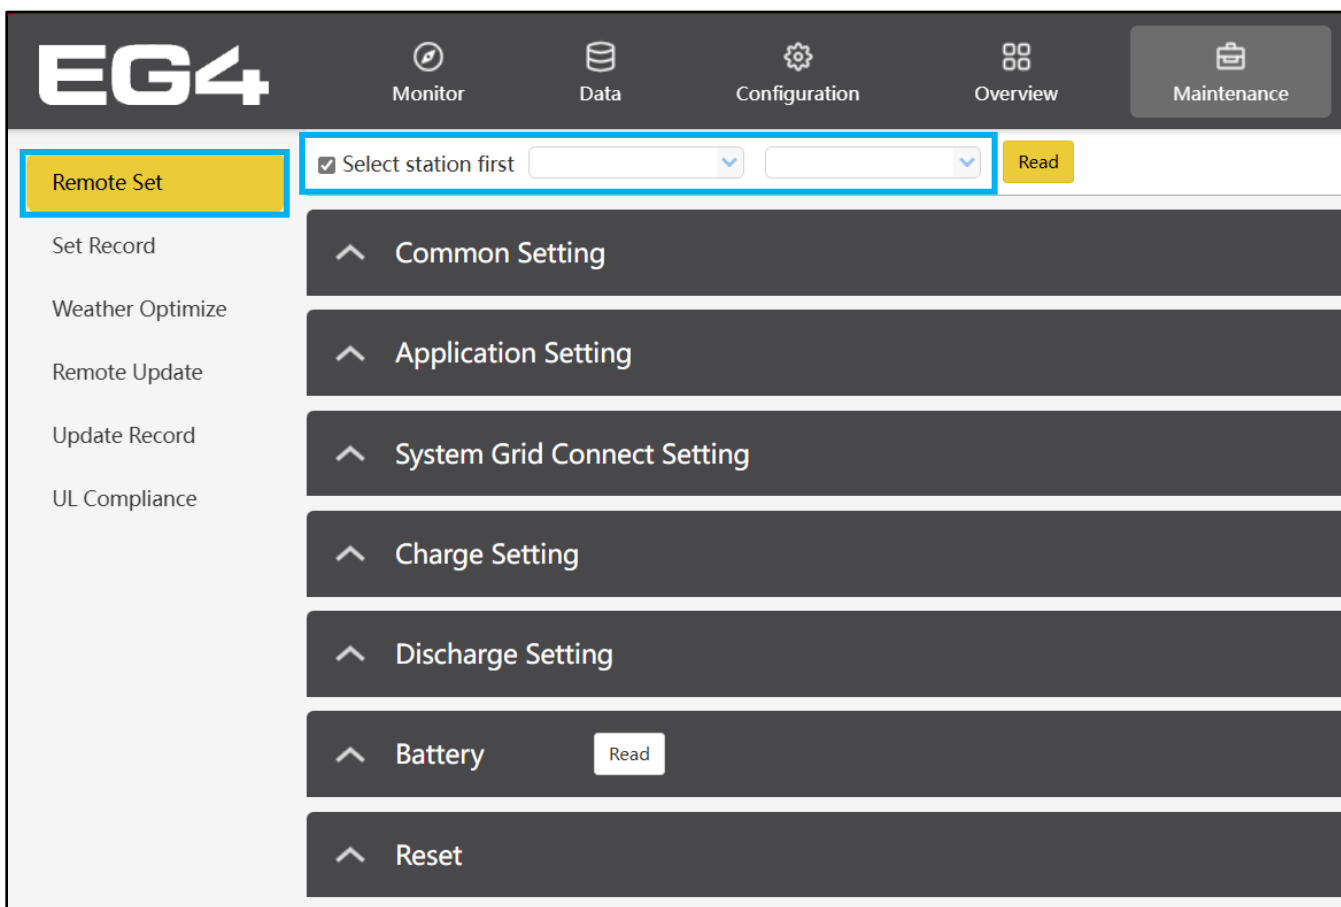 EG4
Monitor
Data
Configuration
Overview
Maintenance
Remote Set
Set Record
Weather Optimize
Remote Update
Update Record
UL Compliance
Select station first
Read
Common Setting
Application Setting
System Grid Connect Setting
Charge Setting
Discharge Setting
Battery
Read
Reset